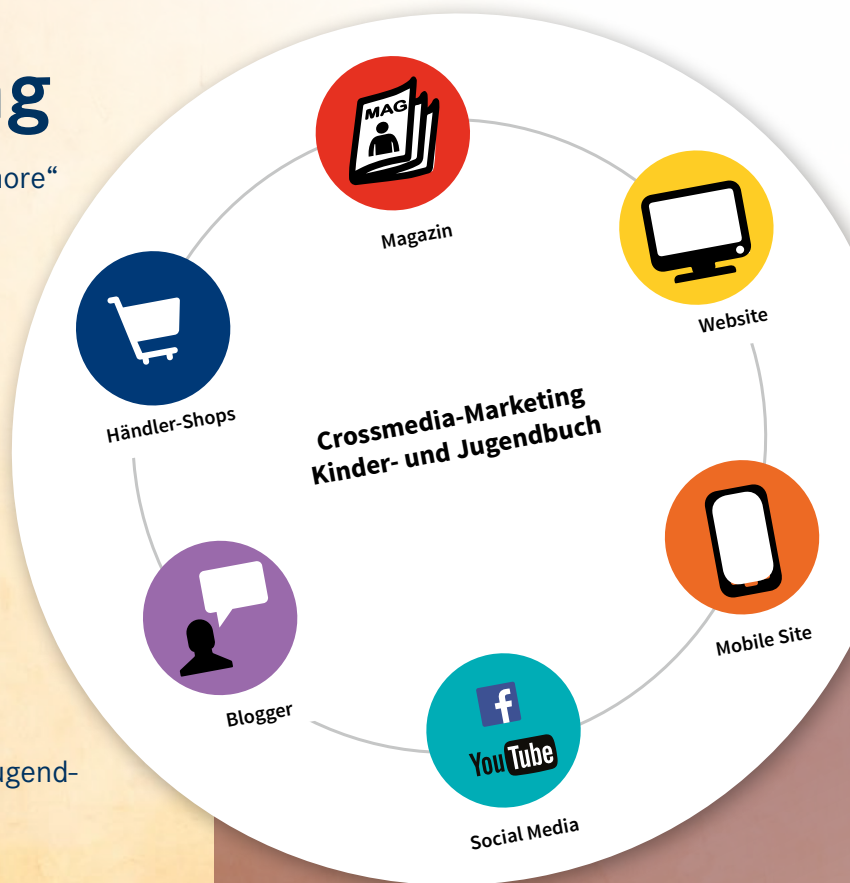 g
ore“
MAG
Magazin
Website
Händler-Shops
Crossmedia-Marketing
Kinder- und Jugendbuch
Mobile Site
Blogger
f
YouTube
Social Media
ugend-